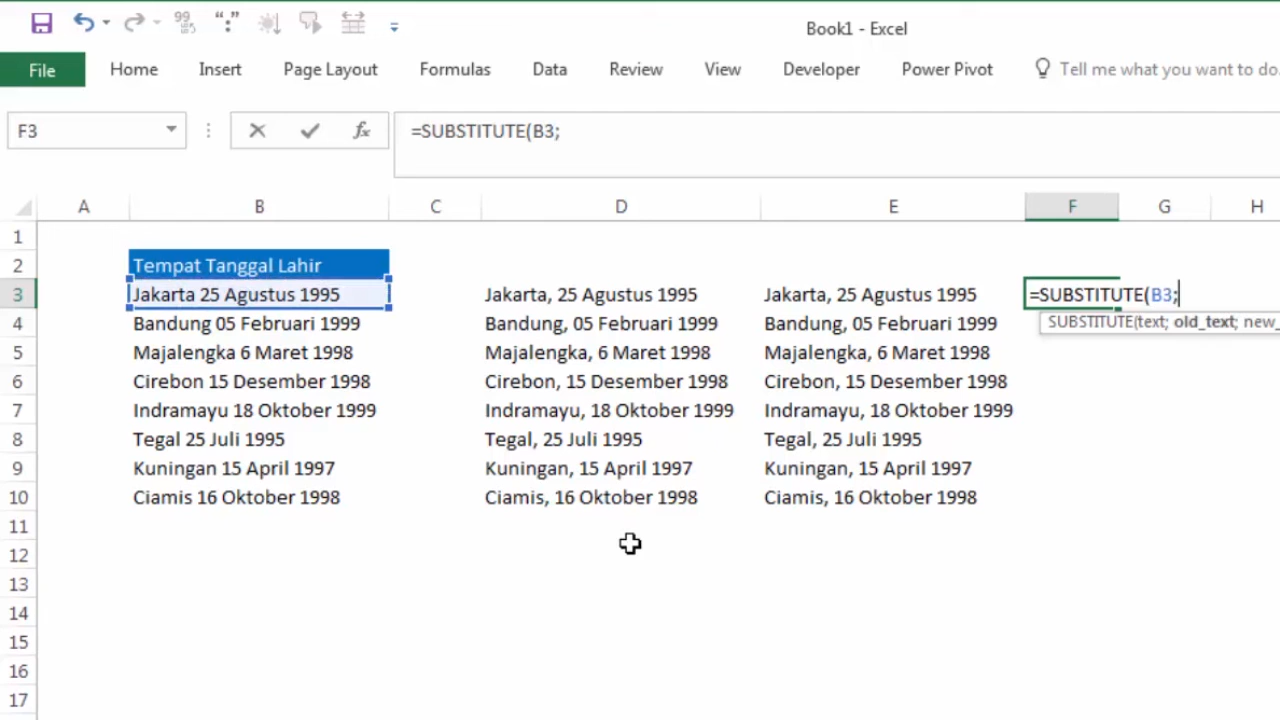 Book1 - Excel
File Home Insert Page Layout Formulas Data Review View Developer Power Pivot Tell me what you want to do.
F3 fx =SUBSTITUTE(B3;
A B C D E F G H
1
2 Tempat Tanggal Lahir
3 Jakarta 25 Agustus 1995 Jakarta, 25 Agustus 1995 Jakarta, 25 Agustus 1995 =SUBSTITUTE(B3;
SUBSTITUTE(text; old_text; new_
4 Bandung 05 Februari 1999 Bandung, 05 Februari 1999 Bandung, 05 Februari 1999
5 Majalengka 6 Maret 1998 Majalengka, 6 Maret 1998 Majalengka, 6 Maret 1998
6 Cirebon 15 Desember 1998 Cirebon, 15 Desember 1998 Cirebon, 15 Desember 1998
7 Indramayu 18 Oktober 1999 Indramayu, 18 Oktober 1999 Indramayu, 18 Oktober 1999
8 Tegal 25 Juli 1995 Tegal, 25 Juli 1995 Tegal, 25 Juli 1995
9 Kuningan 15 April 1997 Kuningan, 15 April 1997 Kuningan, 15 April 1997
10 Ciamis 16 Oktober 1998 Ciamis, 16 Oktober 1998 Ciamis, 16 Oktober 1998
11
12
13
14
15
16
17